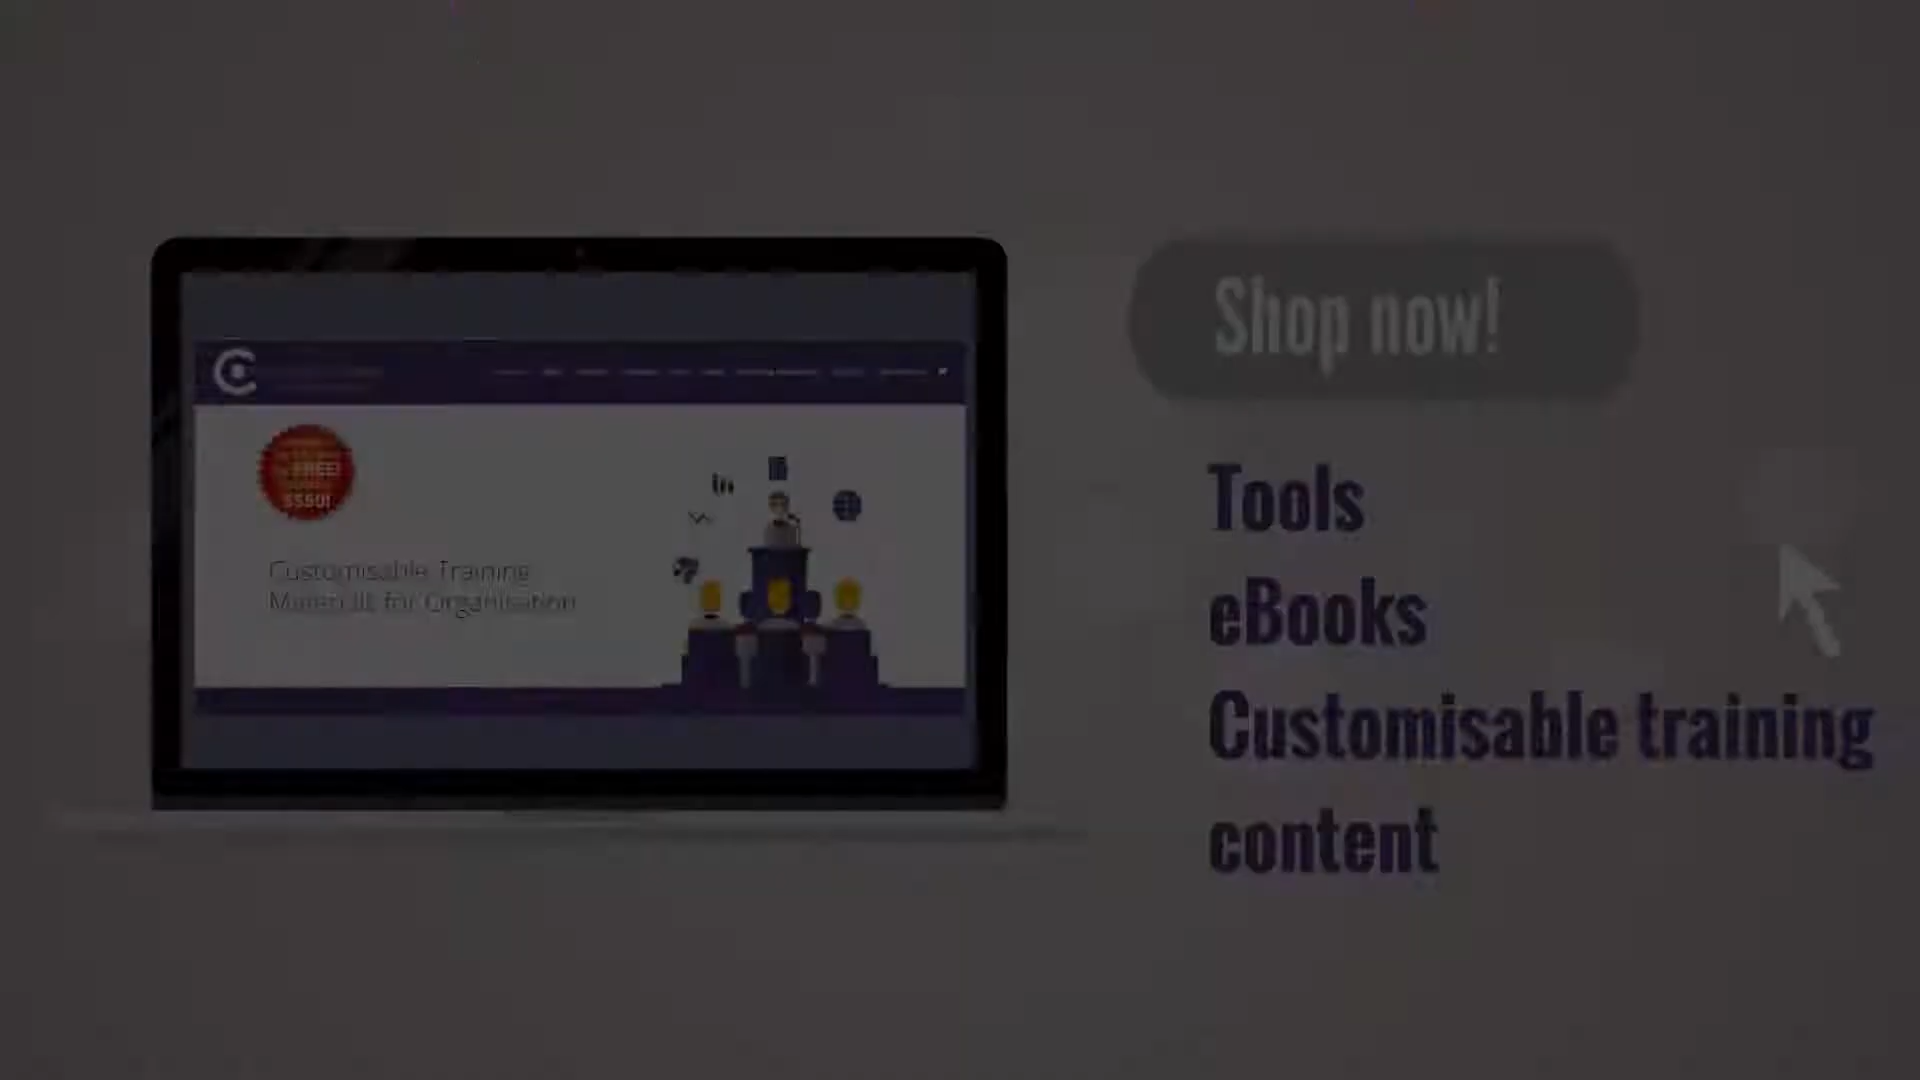 FREE!
Customisable Training
Materials for Organisation
Shop now!
Tools
eBooks
Customisable training
content